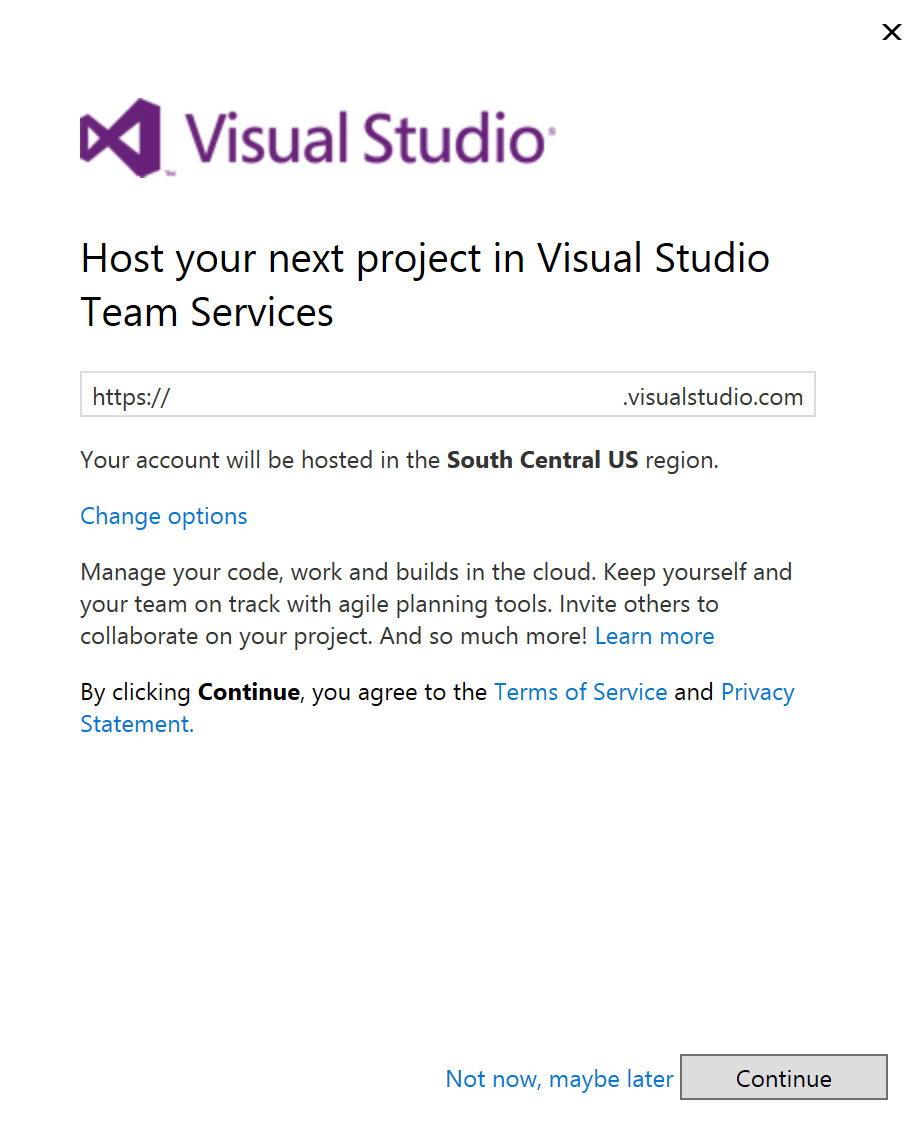 Visual Studio
Host your next project in Visual Studio
Team Services
https:// .visualstudio.com
Your account will be hosted in the South Central US region.
Change options
Manage your code, work and builds in the cloud. Keep yourself and
your team on track with agile planning tools. Invite others to
collaborate on your project. And so much more! Learn more
By clicking Continue, you agree to the Terms of Service and Privacy
Statement.
Not now, maybe later Continue